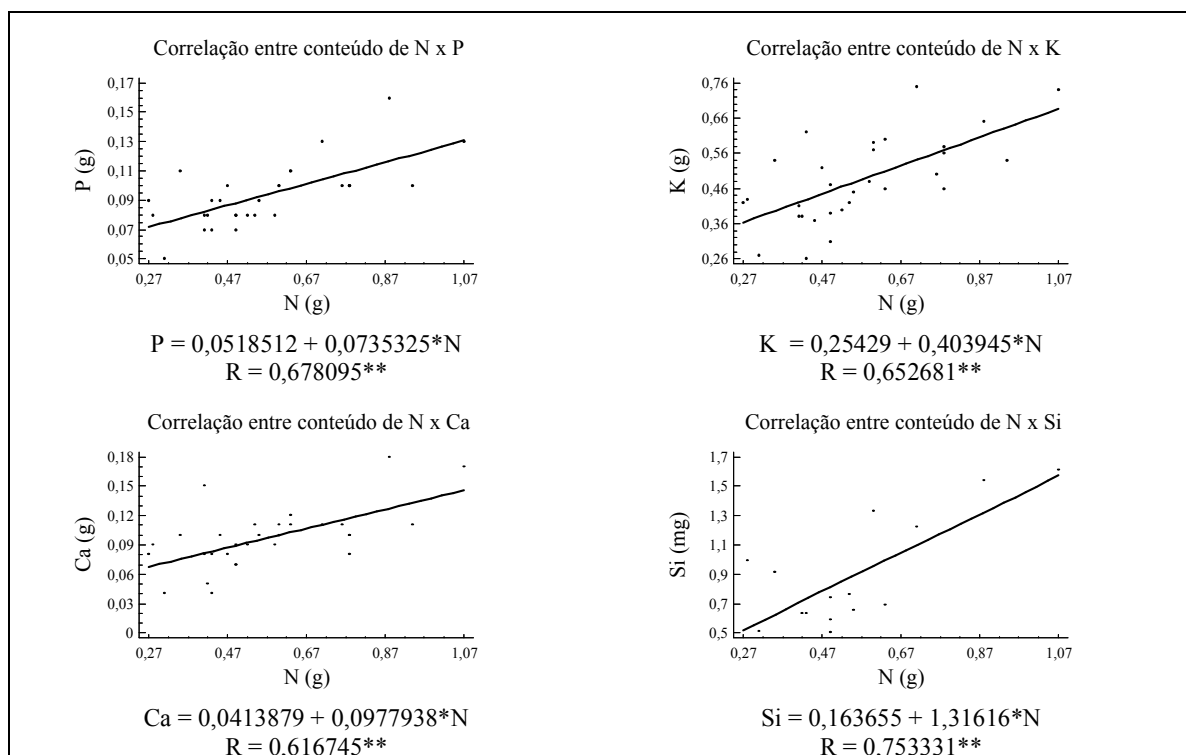 Correlação entre conteúdo de N x P
0,17
0,15
0,13
0,11
0,09
0,07
0,05
P (g)
0,27 0,47 0,67 0,87 1,07
N (g)
P = 0,0518512 + 0,0735325*N
R = 0,678095**
Correlação entre conteúdo de N x K
0,76
0,66
0,56
0,46
0,36
0,26
K (g)
0,27 0,47 0,67 0,87 1,07
N (g)
K = 0,25429 + 0,403945*N
R = 0,652681**
Correlação entre conteúdo de N x Ca
0,18
0,15
0,12
0,09
0,06
0,03
0
Ca (g)
0,27 0,47 0,67 0,87 1,07
N (g)
Ca = 0,0413879 + 0,0977938*N
R = 0,616745**
Correlação entre conteúdo de N x Si
1,7
1,5
1,3
1,1
0,9
0,7
0,5
Si (mg)
0,27 0,47 0,67 0,87 1,07
N (g)
Si = 0,163655 + 1,31616*N
R = 0,753331**